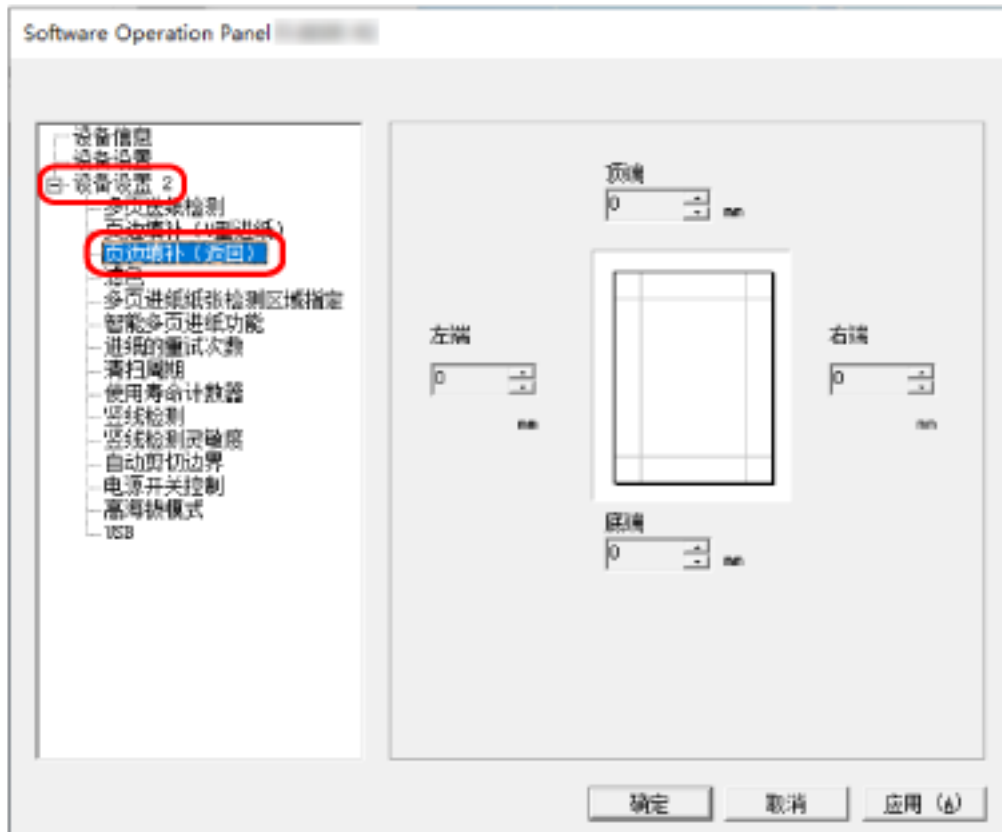 Software Operation Panel
设备信息
设备设置
设备设置 2
多页送纸检测
页边填补（U型进纸）
页边填补（返回）
滤色
多页进纸纸张检测区域指定
智能多页进纸功能
进纸的重试次数
清扫周期
使用寿命计数器
竖线检测
竖线检测灵敏度
自动剪切边界
电源开关控制
高海拔模式
USB
顶端
0 mm
左端
0
mm
右端
0
mm
底端
0 mm
确定 取消 应用 (A)